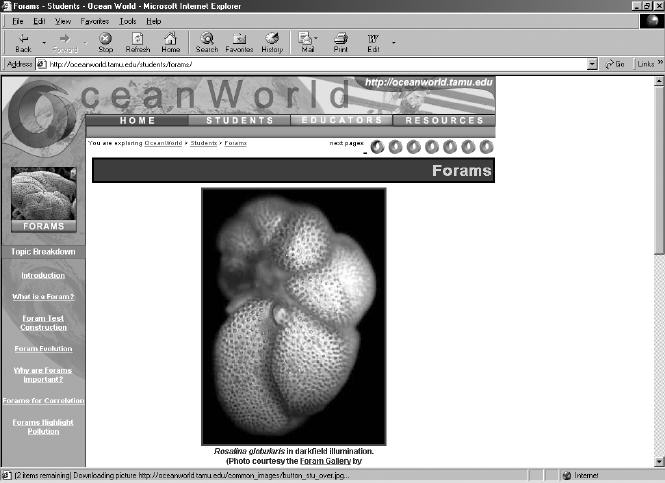 Forams - Students - Ocean World - Microsoft Internet Explorer
File Edit View Favorites Tools Help
Back Forward Stop Refresh Home Search Favorites History Mail Print Edit
Address http://oceanworld.tamu.edu/students/forams/ Go Links »
http://oceanworld.tamu.edu
OceanWorld
HOME STUDENTS EDUCATORS RESOURCES
You are exploring OceanWorld > Students > Forams next pages:
Forams
FORAMS
Topic Breakdown
Introduction
What is a Foram?
Foram Test
Construction
Foram Evolution
Why are Forams
Important?
Forams for Correlation
Forams Highlight
Pollution
Rosalina globularis in darkfield illumination.
(Photo courtesy the Foram Gallery by
(2 items remaining) Downloading picture http://oceanworld.tamu.edu/common_images/button_stu_over.jpg... Internet